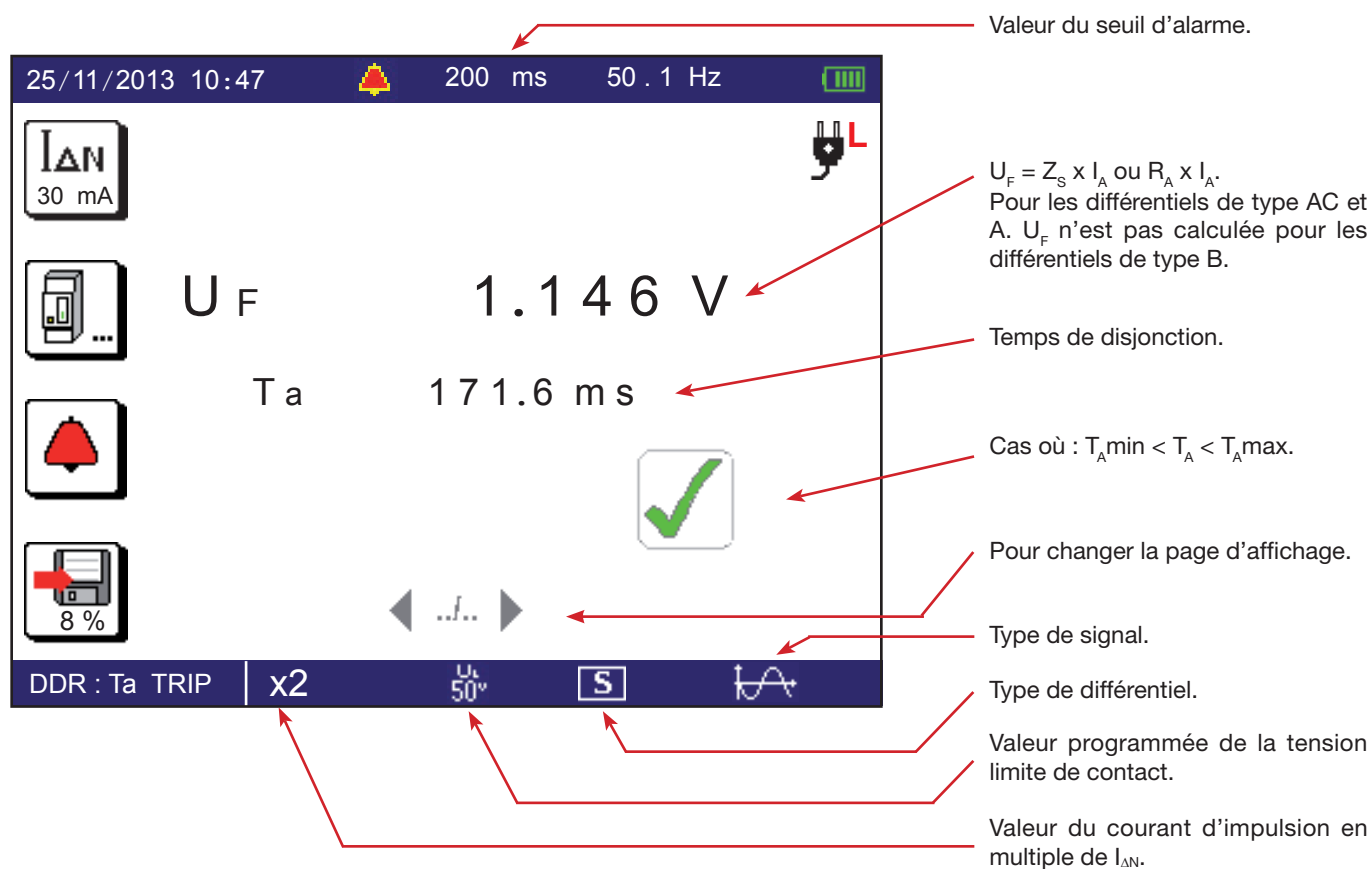 Valeur du seuil d'alarme.
25/11/2013 10:47 200 ms 50.1 Hz
IΔN
30 mA
L
UF = ZS x IA ou RA x IA.
Pour les différentiels de type AC et
A. UF n'est pas calculée pour les
différentiels de type B.
...
UF 1.146 V
Temps de disjonction.
Ta 171.6 ms
Cas où : TAmin < TA < TAmax.
Pour changer la page d'affichage.
8 %
../..
Type de signal.
DDR : Ta TRIP x2 UL 50V S
Type de différentiel.
Valeur programmée de la tension
limite de contact.
Valeur du courant d'impulsion en
multiple de IΔN.